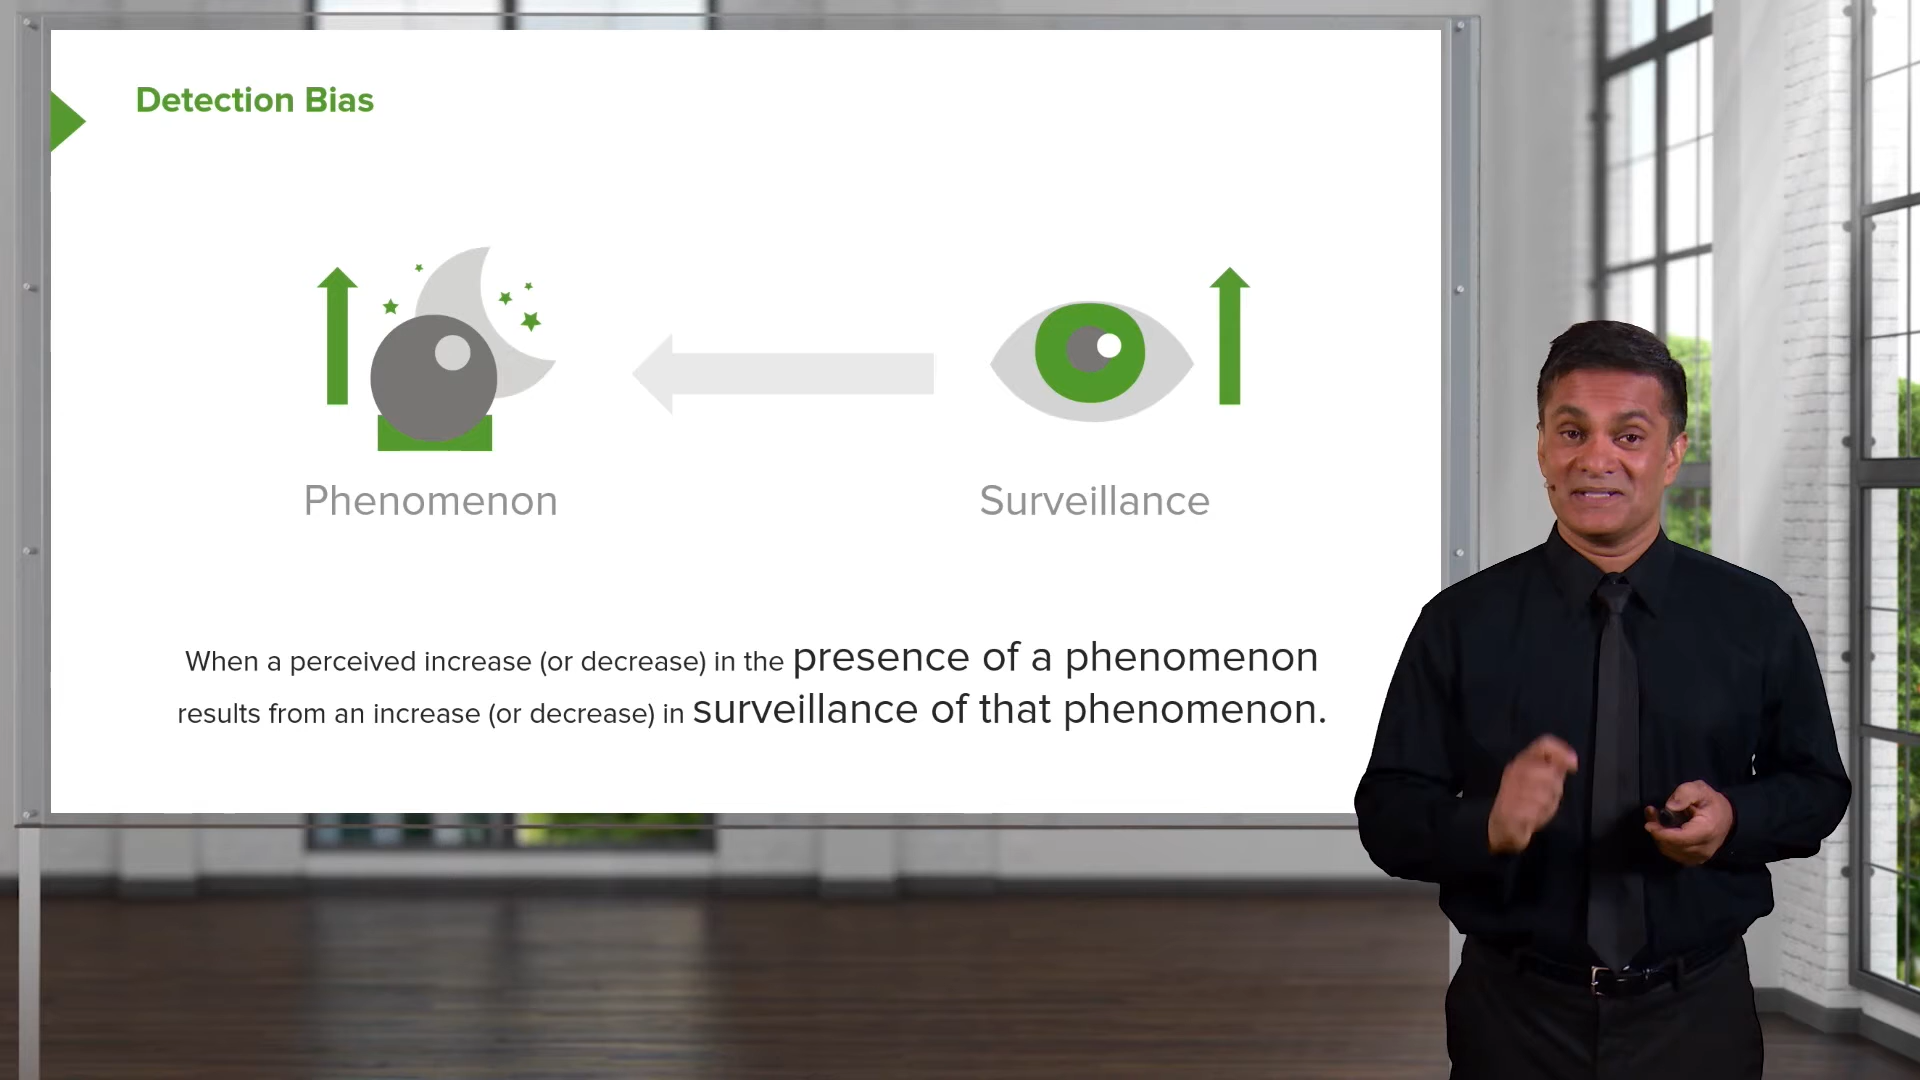 Detection Bias
Phenomenon
Surveillance
When a perceived increase (or decrease) in the presence of a phenomenon
results from an increase (or decrease) in surveillance of that phenomenon.